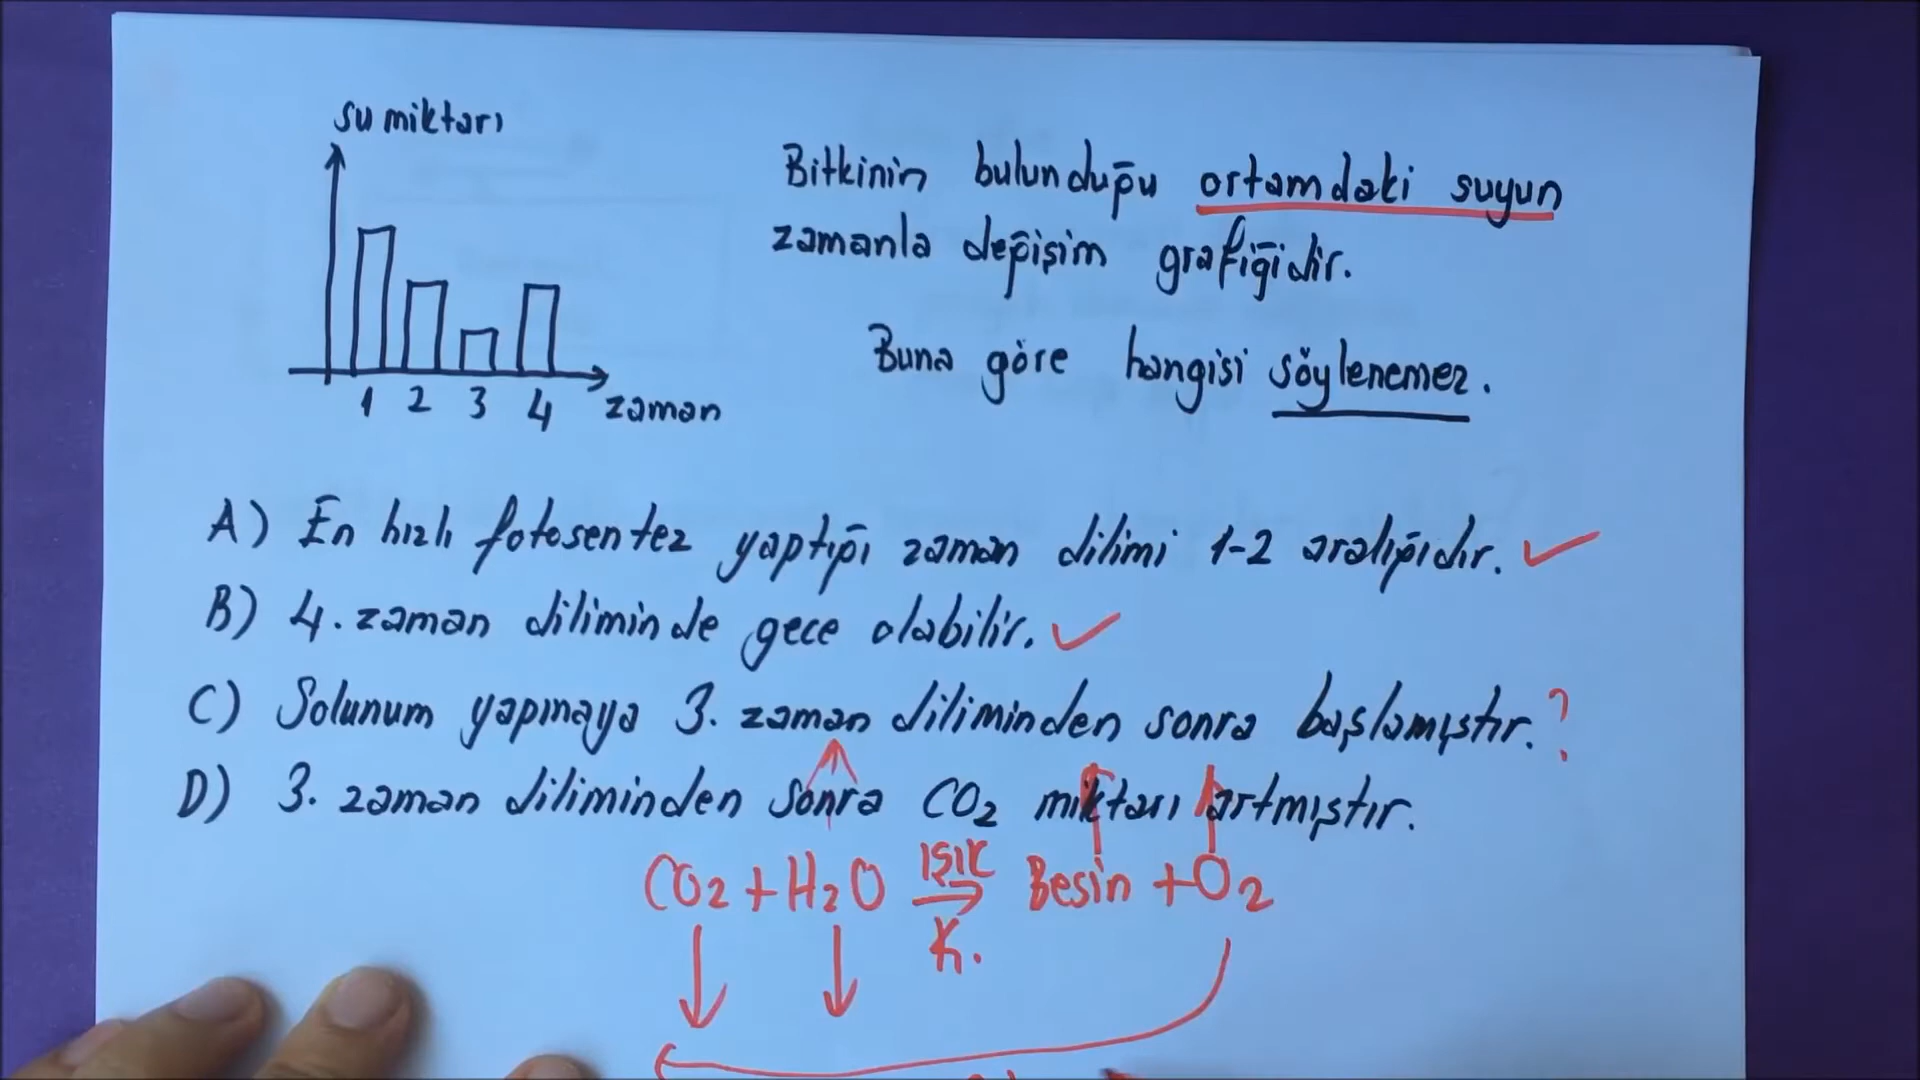 su miktarı
1 2 3 4 zaman
Bitkinin bulunduğu ortamdaki suyun
zamanla değişim grafiğidir.
Buna göre hangisi söylenemez.
A) En hızlı fotosentez yaptığı zaman dilimi 1-2 aralığıdır.
B) 4. zaman diliminde gece olabilir.
C) Solunum yapmaya 3. zaman diliminden sonra başlamıştır. ?
D) 3. zaman diliminden sonra CO2 miktarı artmıştır.
CO2 + H2O Işık K. Besin + O2